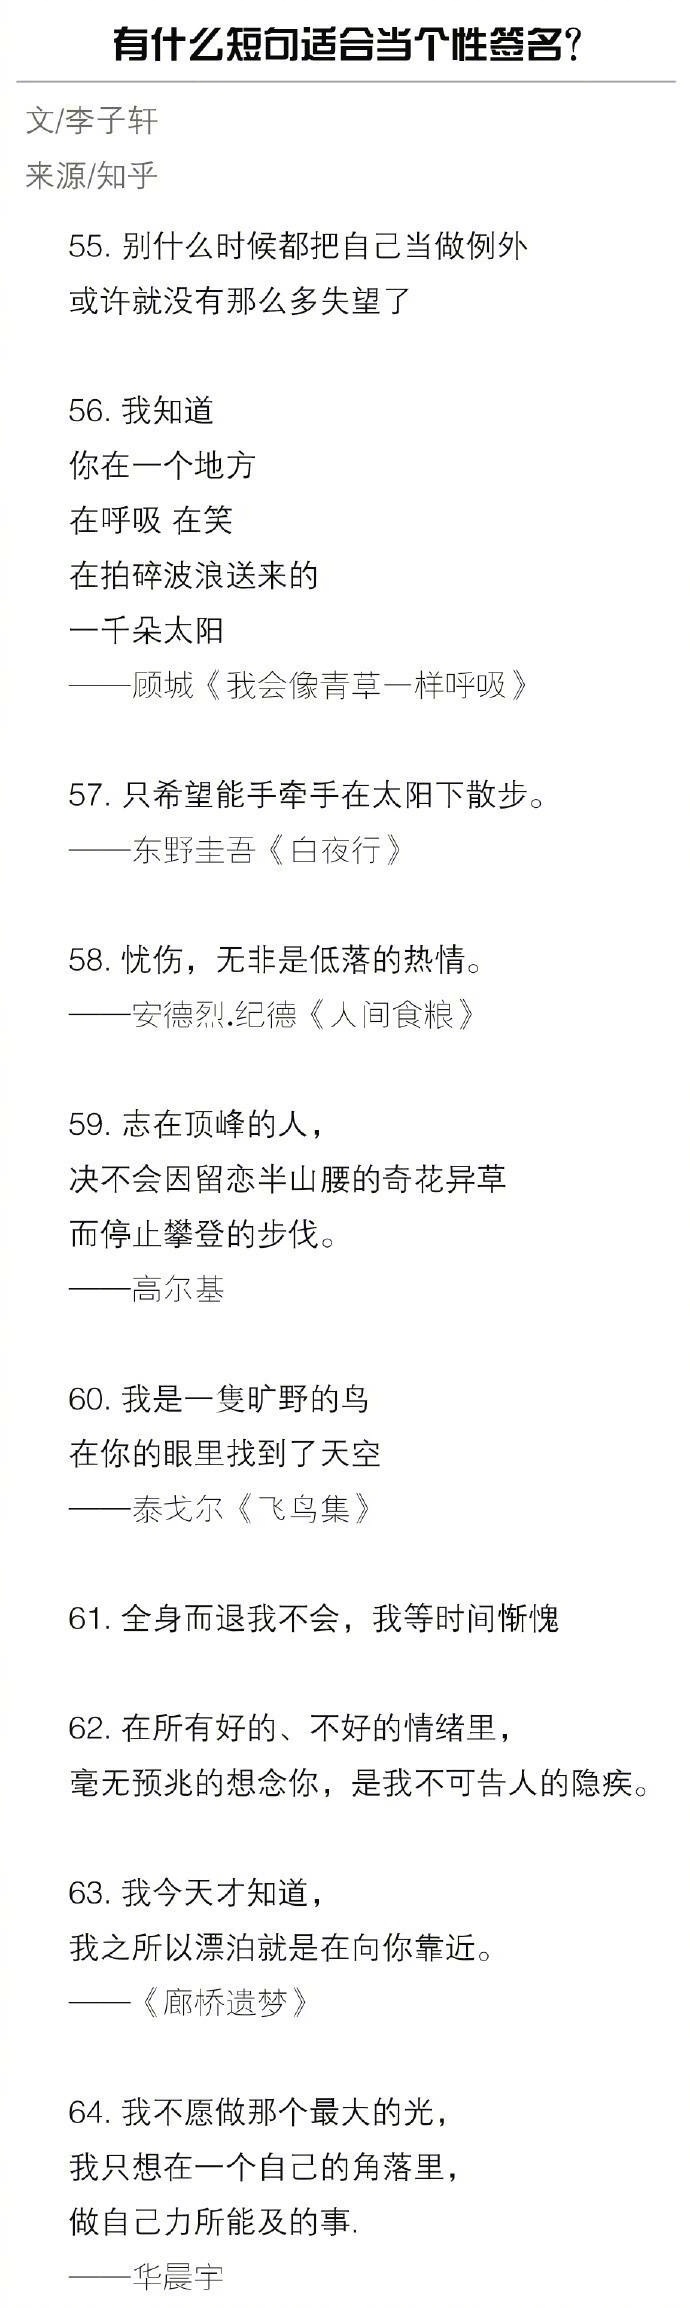 有什么短句适合当个性签名?
文/李子轩
来源/知乎
55. 别什么时候都把自己当做例外
或许就没有那么多失望了
56. 我知道
你在一个地方
在呼吸 在笑
在拍碎波浪送来的
一千朵太阳
——顾城《我会像青草一样呼吸》
57. 只希望能手牵手在太阳下散步。
——东野圭吾《白夜行》
58. 忧伤，无非是低落的热情。
——安德烈.纪德《人间食粮》
59. 志在顶峰的人，
决不会因留恋半山腰的奇花异草
而停止攀登的步伐。
——高尔基
60. 我是一隻旷野的鸟
在你的眼里找到了天空
——泰戈尔《飞鸟集》
61. 全身而退我不会，我等时间惭愧
62. 在所有好的、不好的情绪里，
毫无预兆的想念你，是我不可告人的隐疾。
63. 我今天才知道，
我之所以漂泊就是在向你靠近。
——《廊桥遗梦》
64. 我不愿做那个最大的光，
我只想在一个自己的角落里，
做自己力所能及的事.
——华晨宇